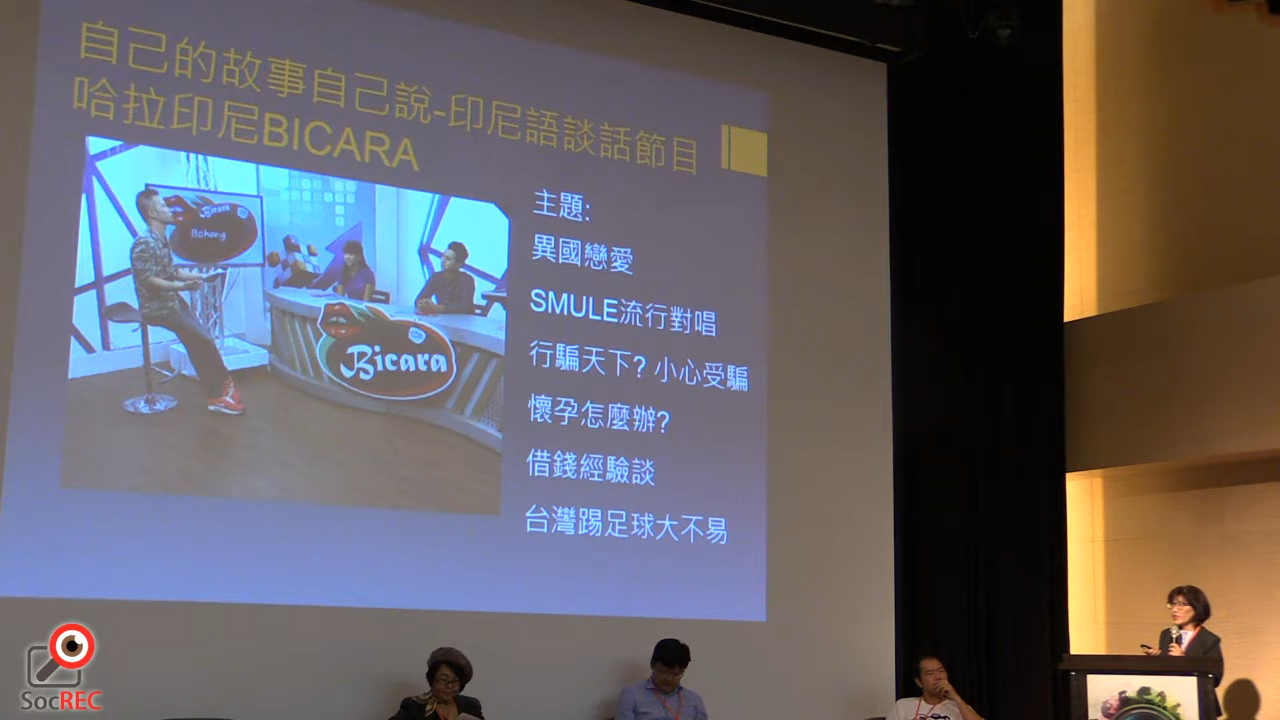 自己的故事自己說-印尼語談話節目
哈拉印尼BICARA
Bicara
Bohong
Bicara
主題:
異國戀愛
SMULE流行對唱
行騙天下? 小心受騙
懷孕怎麼辦?
借錢經驗談
台灣踢足球大不易
SocREC